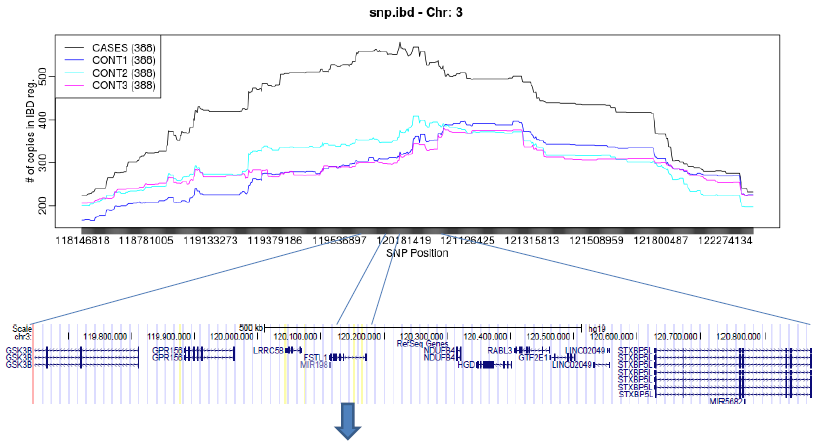 snp.ibd - Chr: 3
# of copies in IBD reg.
500
400
300
200
CASES (388)
CONT1 (388)
CONT2 (388)
CONT3 (388)
118146818 118781005 119133273 119379186 119536897 120181419 121126425 121315813 121508959 121800487 122274134
SNP Position
Scale 500 kb hg19
chr3: 119,800,000 119,900,000 120,000,000 120,100,000 120,200,000 120,300,000 120,400,000 120,500,000 120,600,000 120,700,000 120,800,000
RefSeq Genes
GSK3B GPR156 LRRC58 NDUFB4 RABL3 LINC02049 STXBP5L
GSK3B GPR156 FSTL1 NDUFB4 GTF2E1 STXBP5L
GSK3B MIR198 HGD LINC02049 STXBP5L
STXBP5L
STXBP5L
STXBP5L
STXBP5L
MIR5682